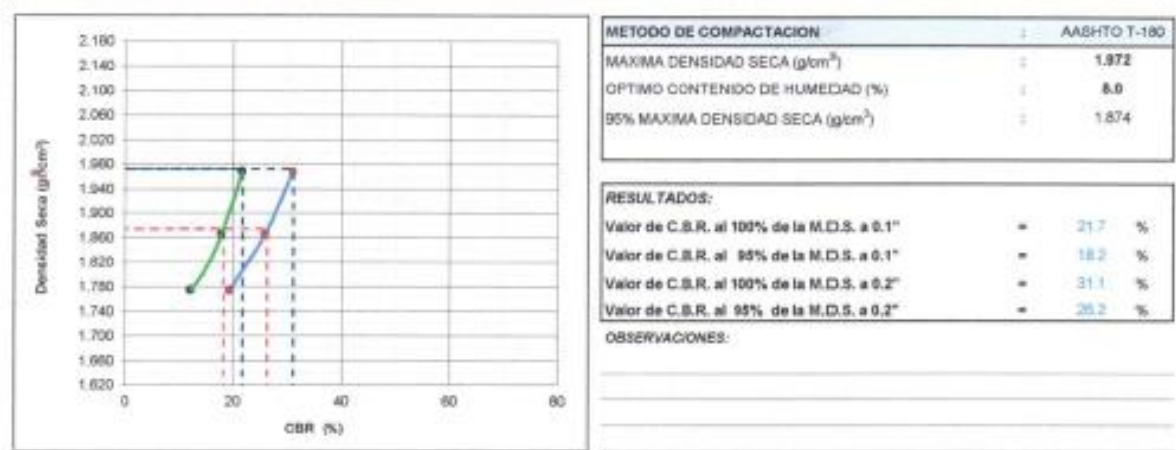 2.180
2.140
2.100
2.060
2.020
1.980
1.940
1.900
1.860
1.820
1.780
1.740
1.700
1.660
1.620
0 20 40 60 80
Densidad Seca (g/cm³)
CBR (%)
METODO DE COMPACTACION : AASHTO T-180
MAXIMA DENSIDAD SECA (g/cm³) : 1.972
OPTIMO CONTENIDO DE HUMEDAD (%) : 8.0
95% MAXIMA DENSIDAD SECA (g/cm³) : 1.874
RESULTADOS:
Valor de C.B.R. al 100% de la M.D.S. a 0.1" = 21.7 %
Valor de C.B.R. al 95% de la M.D.S. a 0.1" = 18.2 %
Valor de C.B.R. al 100% de la M.D.S. a 0.2" = 31.1 %
Valor de C.B.R. al 95% de la M.D.S. a 0.2" = 26.2 %
OBSERVACIONES: